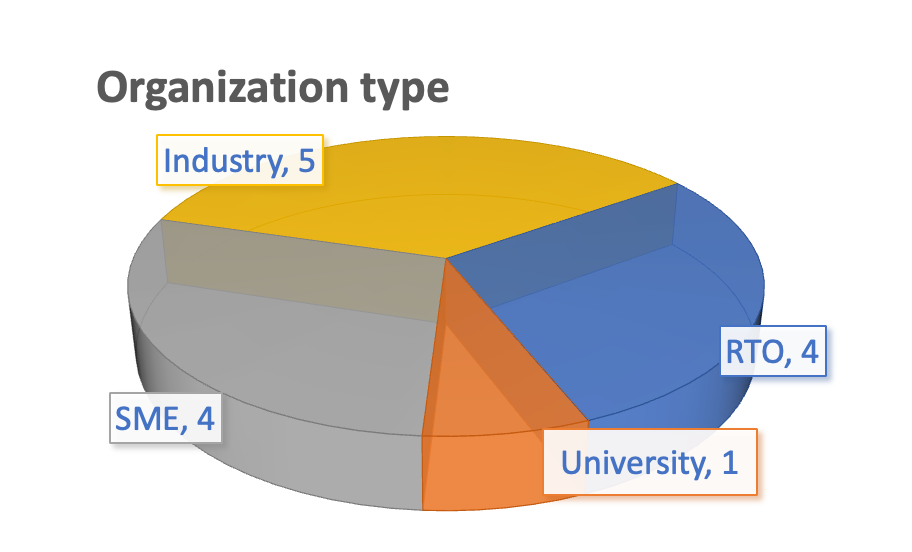 Organization type
Industry, 5
RTO, 4
SME, 4
University, 1